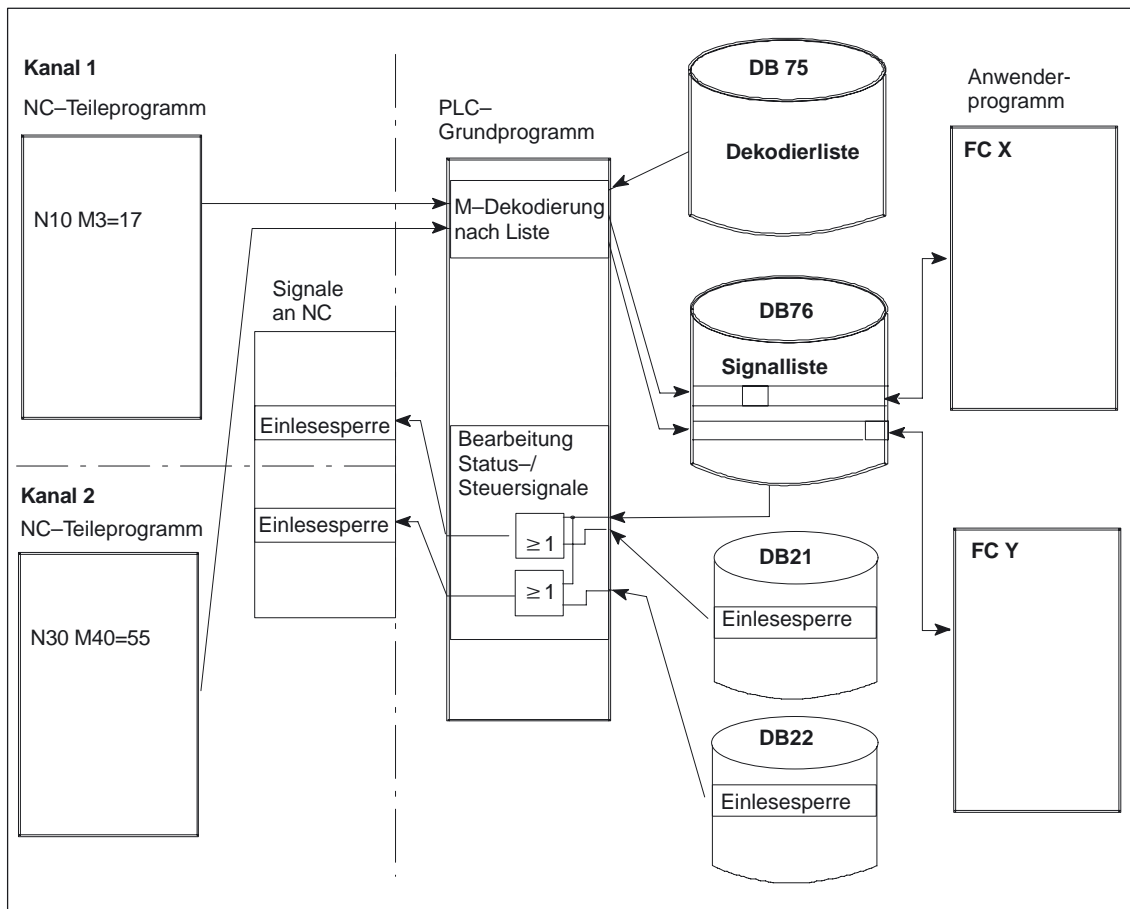 Kanal 1
NC–Teileprogramm
N10 M3=17
Signale
an NC
Einlesesperre
Kanal 2
Einlesesperre
NC–Teileprogramm
N30 M40=55
PLC–
Grundprogramm
M–Dekodierung
nach Liste
Bearbeitung
Status–/
Steuersignale
≥ 1
≥ 1
DB 75
Dekodierliste
DB76
Signalliste
DB21
Einlesesperre
DB22
Einlesesperre
Anwender-
programm
FC X
FC Y